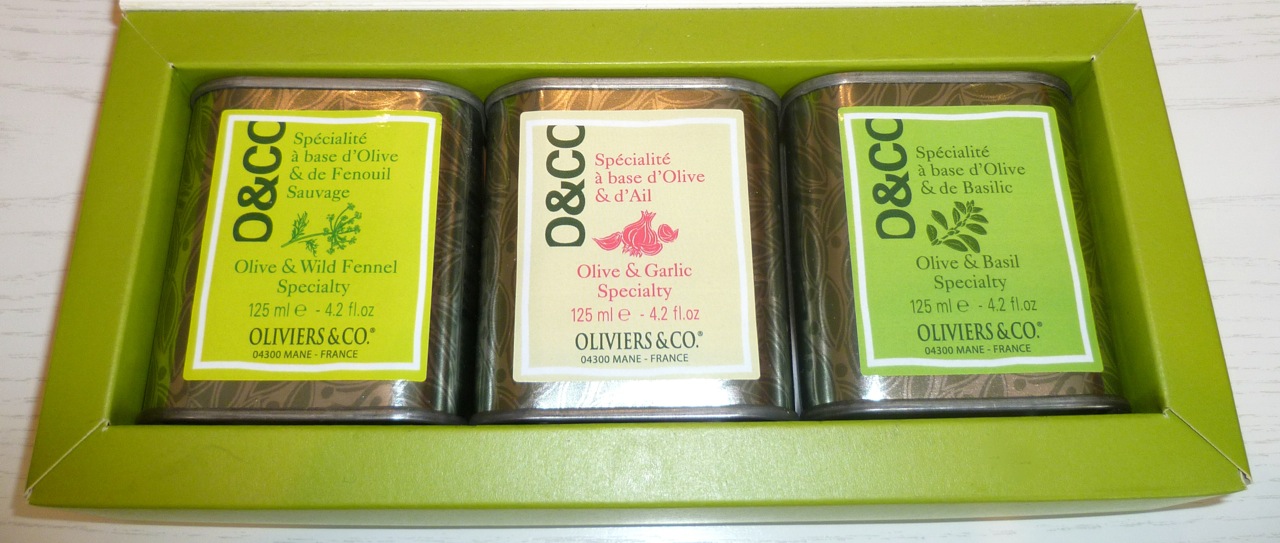 O&CO
Spécialité
à base d'Olive
& de Fenouil
Sauvage
Olive & Wild Fennel
Specialty
125 ml e - 4.2 fl.oz
OLIVIERS & CO.®
04300 MANE - FRANCE
O&CO
Spécialité
à base d'Olive
& d'Ail
Olive & Garlic
Specialty
125 ml e - 4.2 fl.oz
OLIVIERS & CO.®
04300 MANE - FRANCE
O&CO
Spécialité
à base d'Olive
& de Basilic
Olive & Basil
Specialty
125 ml e - 4.2 fl.oz
OLIVIERS & CO.®
04300 MANE - FRANCE